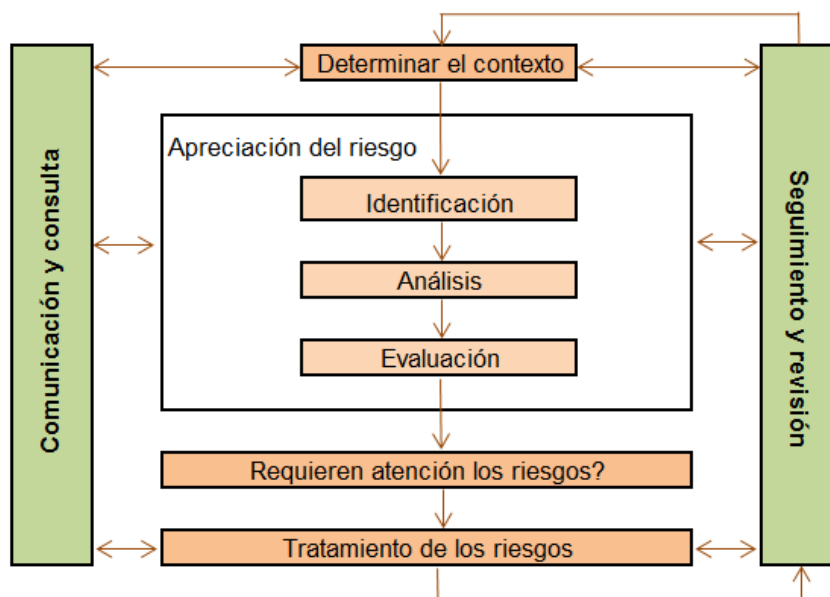 Determinar el contexto
Comunicación y consulta
Apreciación del riesgo
Identificación
Análisis
Evaluación
Seguimiento y revisión
Requieren atención los riesgos?
Tratamiento de los riesgos